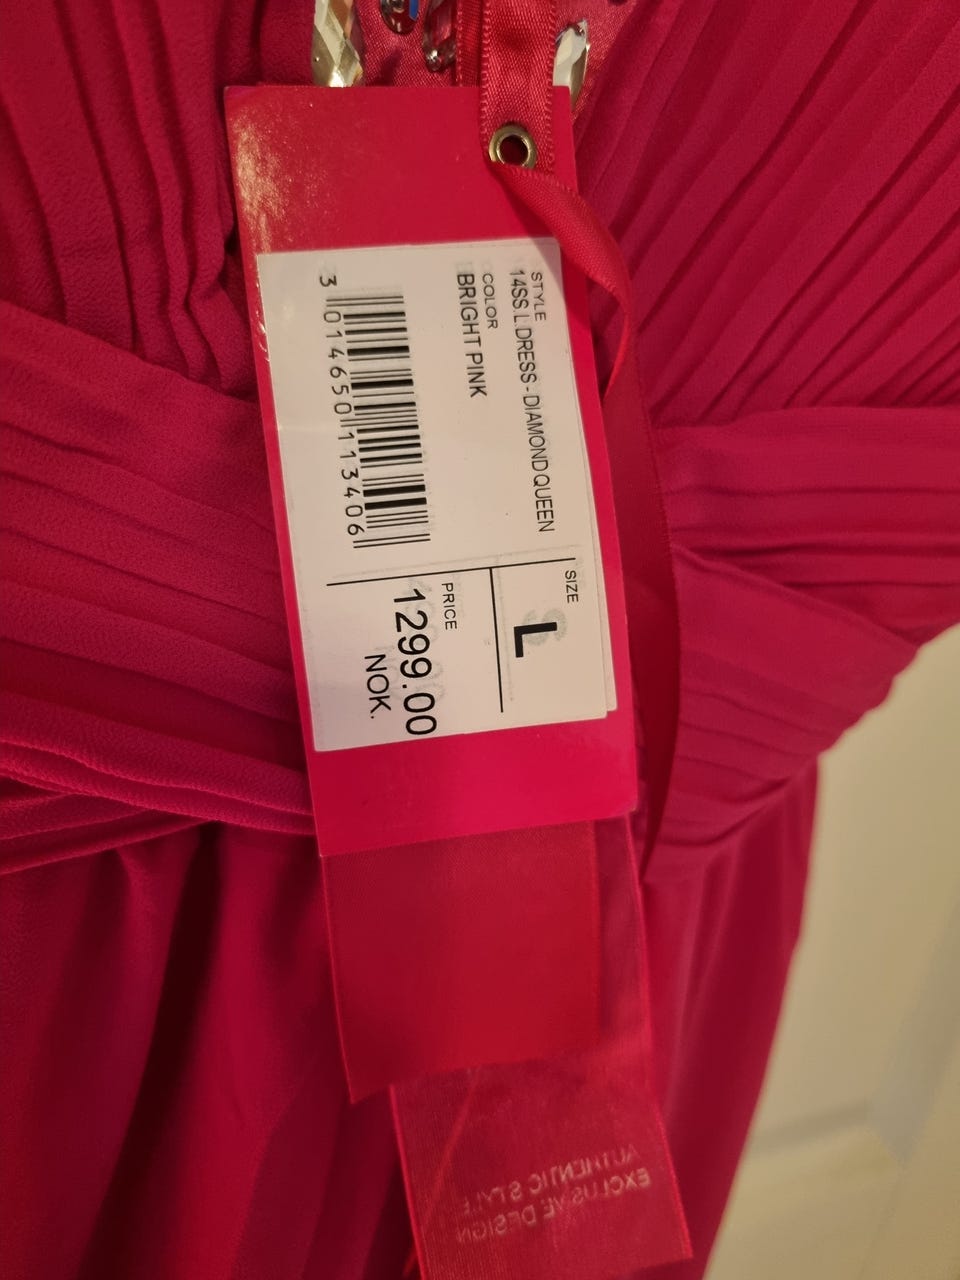 STYLE
14SS.L.DRESS - DIAMOND QUEEN
COLOR
BRIGHT PINK
3 014650 113406
SIZE
L
PRICE
1299.00
NOK.
AUTHENTIC STYLE
EXCLUSIVE DESIGN